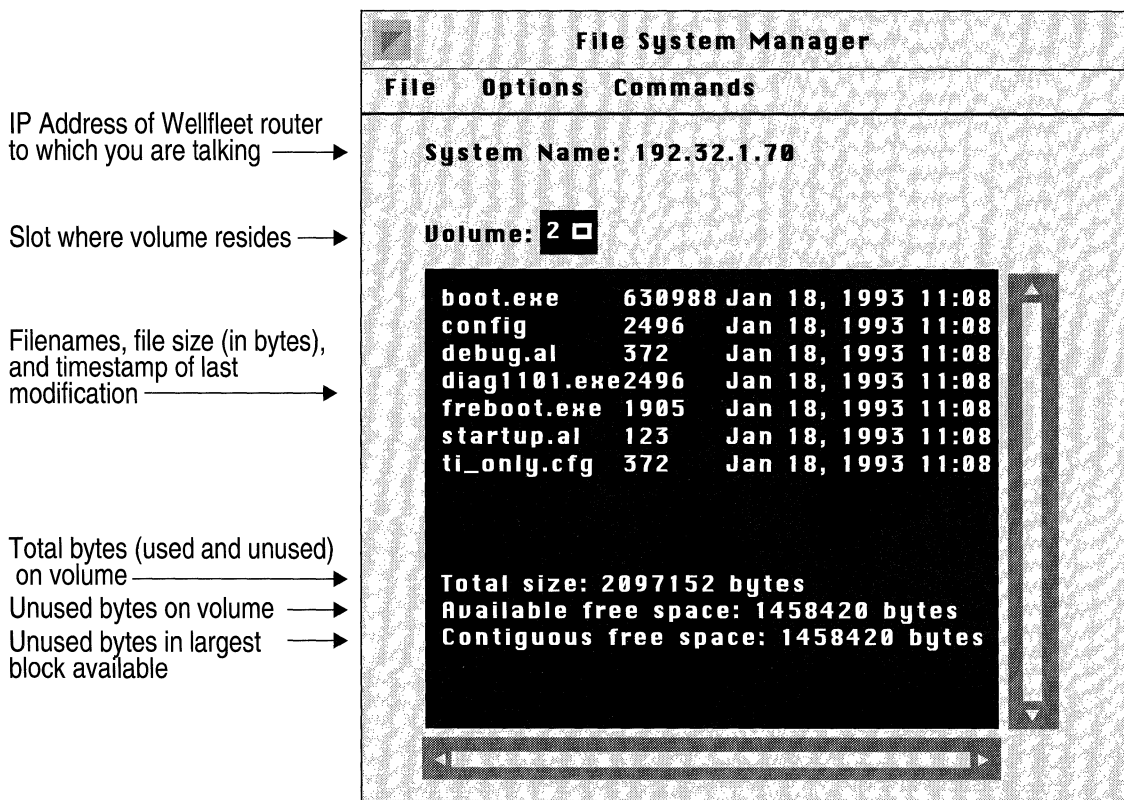 File System Manager
File Options Commands
IP Address of Wellfleet router
to which you are talking
System Name: 192.32.1.70
Slot where volume resides
Volume: 2
Filenames, file size (in bytes),
and timestamp of last
modification
boot.exe 630988 Jan 18, 1993 11:08
config 2496 Jan 18, 1993 11:08
debug.al 372 Jan 18, 1993 11:08
diag1101.exe2496 Jan 18, 1993 11:08
freboot.exe 1905 Jan 18, 1993 11:08
startup.al 123 Jan 18, 1993 11:08
ti_only.cfg 372 Jan 18, 1993 11:08
Total bytes (used and unused)
on volume
Unused bytes on volume
Unused bytes in largest
block available
Total size: 2097152 bytes
Available free space: 1458420 bytes
Contiguous free space: 1458420 bytes